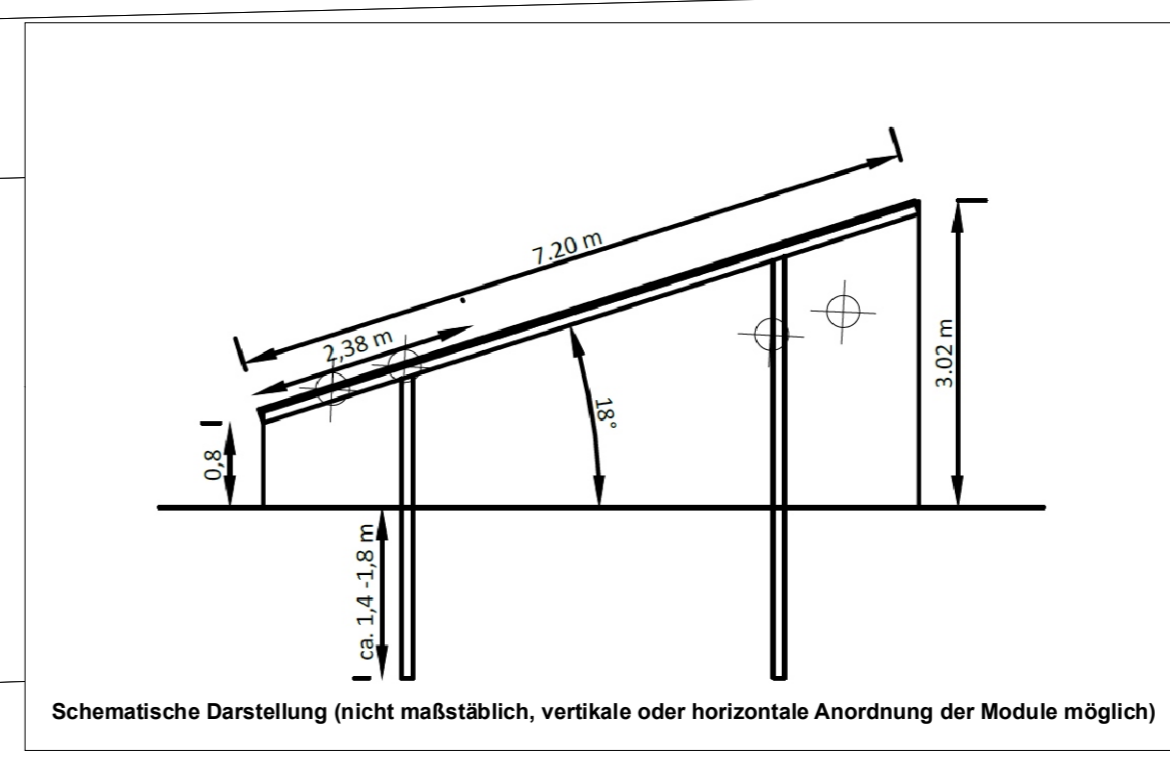 7.20 m
2,38 m
18°
3.02 m
0,8
ca. 1,4 -1,8 m
Schematische Darstellung (nicht maßstäblich, vertikale oder horizontale Anordnung der Module möglich)